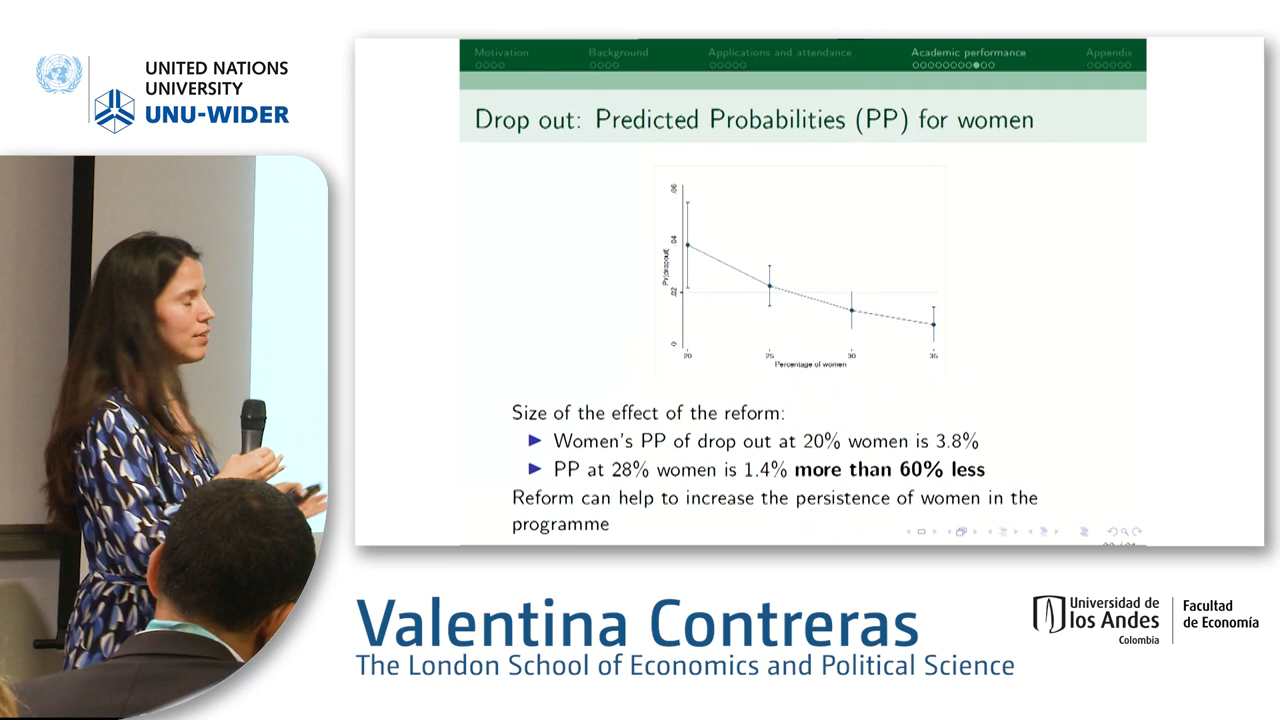 UNITED NATIONS
UNIVERSITY
UNU-WIDER
Motivation Background Applications and attendance Academic performance Appendix
Drop out: Predicted Probabilities (PP) for women
.06
.04
.02
0
Pr(dropout)
20 25 30 35
Percentage of women
Size of the effect of the reform:
Women's PP of drop out at 20% women is 3.8%
PP at 28% women is 1.4% more than 60% less
Reform can help to increase the persistence of women in the
programme
Valentina Contreras
The London School of Economics and Political Science
Universidad de
los Andes
Colombia
Facultad
de Economía